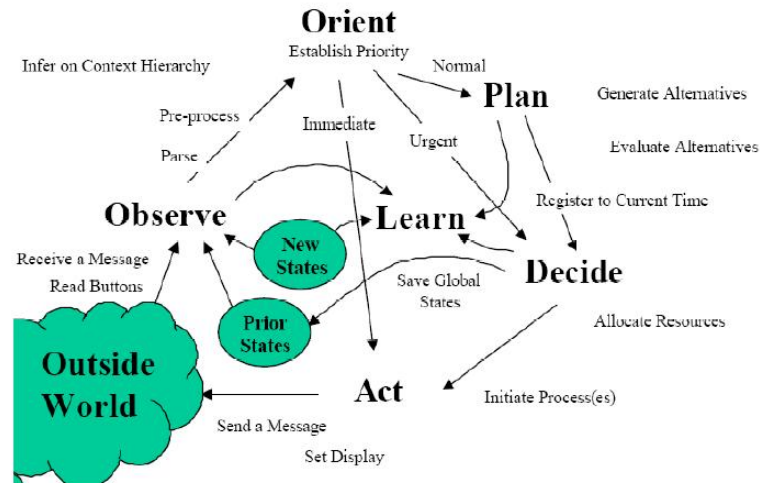 Orient
Establish Priority
Infer on Context Hierarchy
Normal
Plan
Generate Alternatives
Pre-process
Immediate
Urgent
Evaluate Alternatives
Parse
Register to Current Time
Observe
Learn
New
States
Receive a Message
Read Buttons
Save Global
States
Decide
Prior
States
Allocate Resources
Outside
World
Act
Initiate Process(es)
Send a Message
Set Display